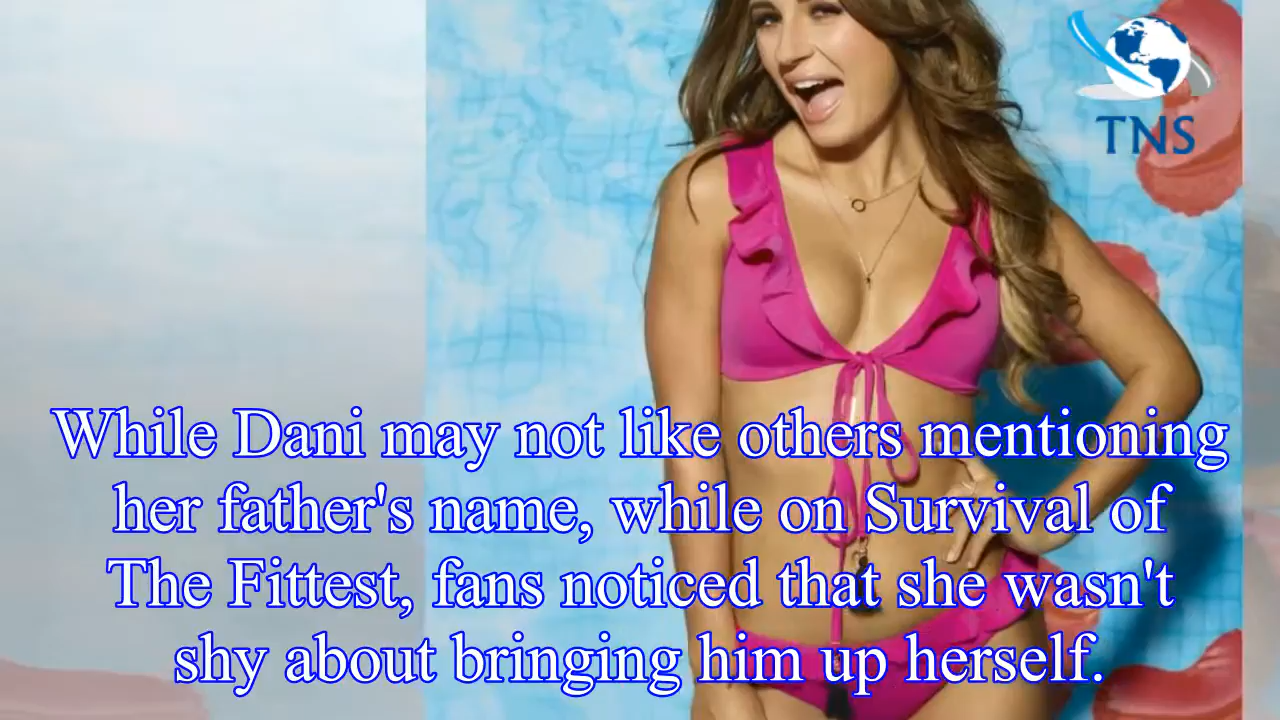 TNS
While Dani may not like others mentioning
her father's name, while on Survival of
The Fittest, fans noticed that she wasn't
shy about bringing him up herself.